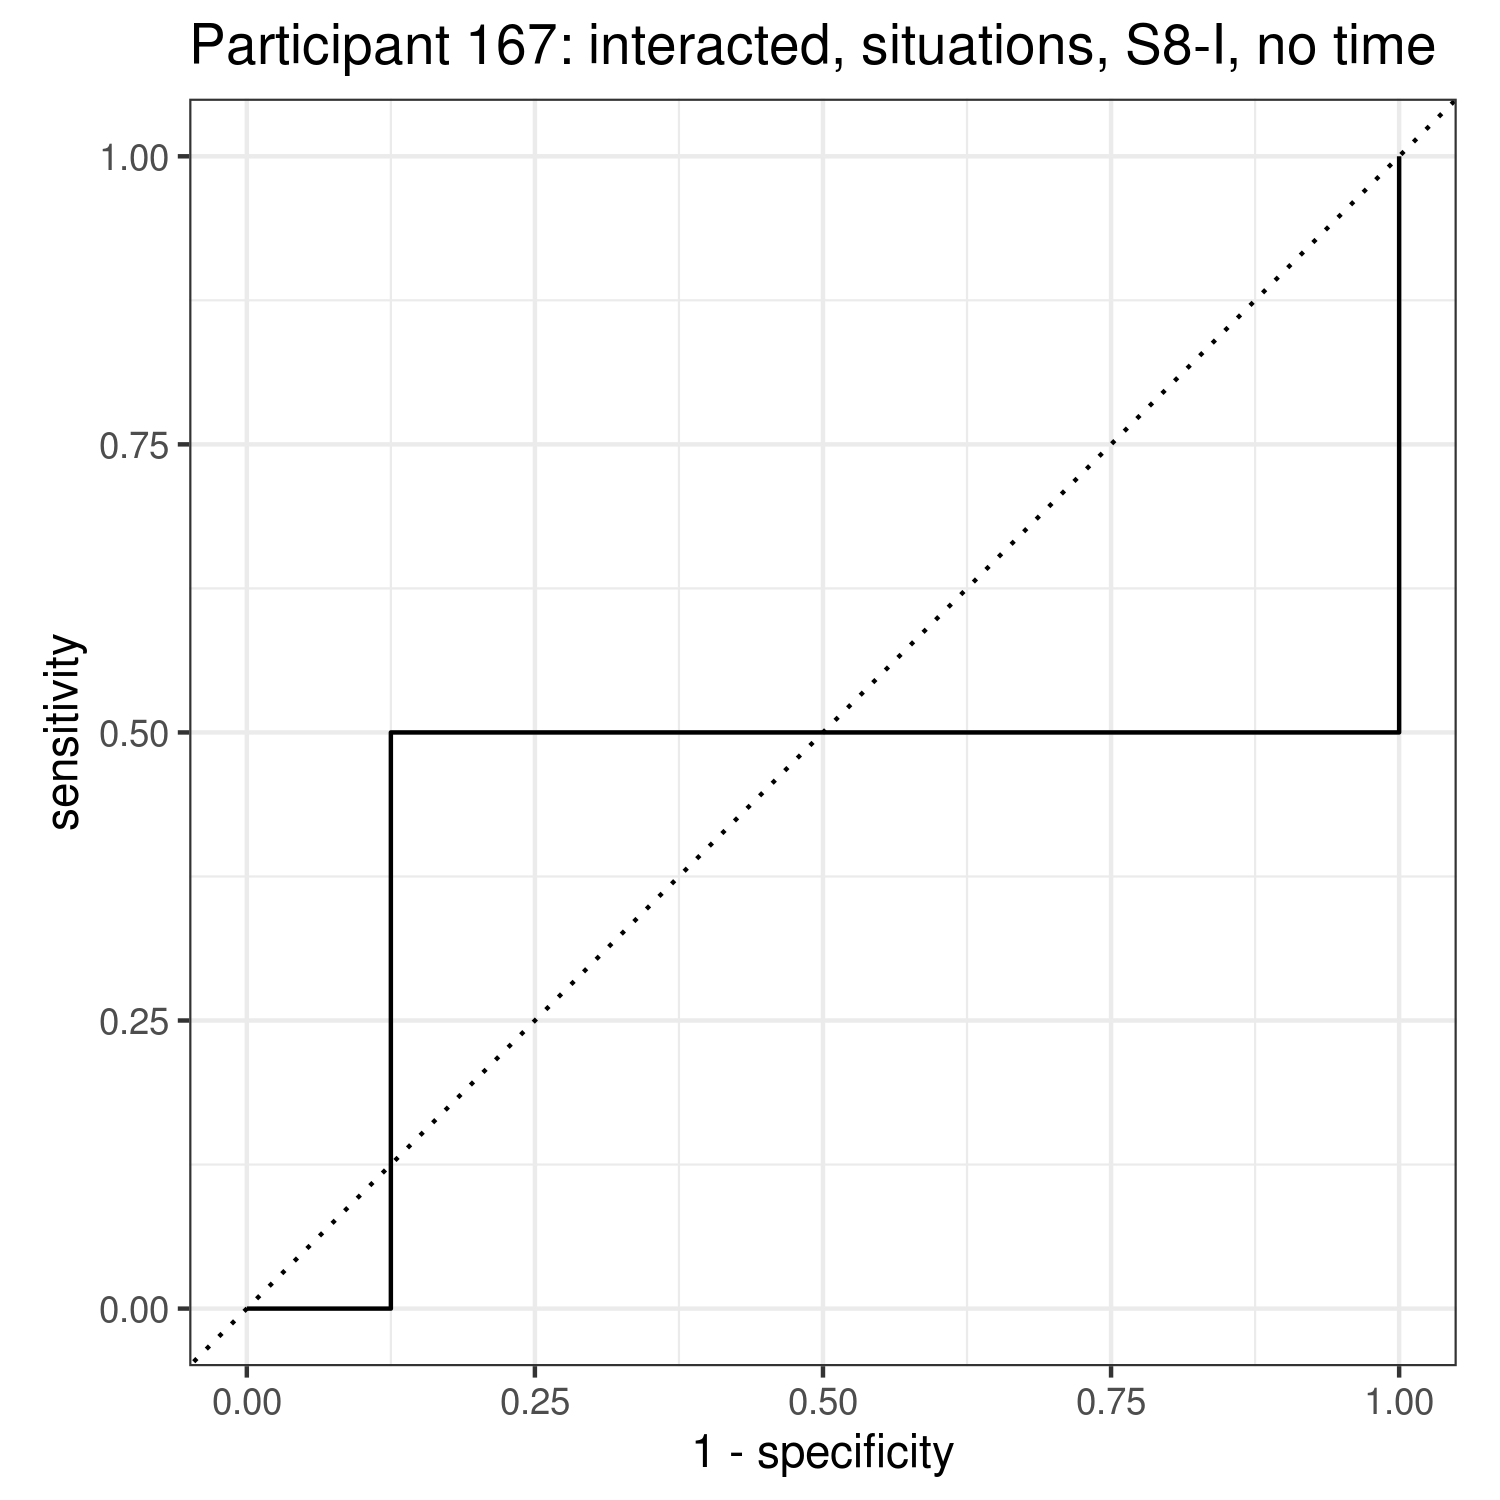 Participant 167: interacted, situations, S8-I, no time
sensitivity
1.00
0.75
0.50
0.25
0.00
0.00 0.25 0.50 0.75 1.00
1 - specificity